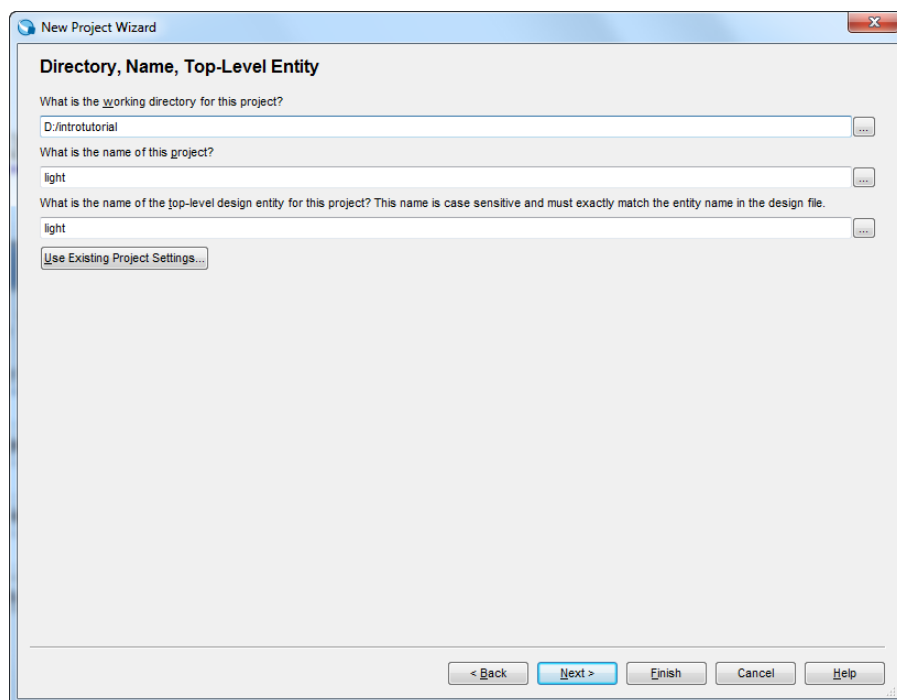 New Project Wizard
Directory, Name, Top-Level Entity
What is the working directory for this project?
D:/introtutorial
...
What is the name of this project?
light
...
What is the name of the top-level design entity for this project? This name is case sensitive and must exactly match the entity name in the design file.
light
...
Use Existing Project Settings...
< Back
Next >
Finish
Cancel
Help